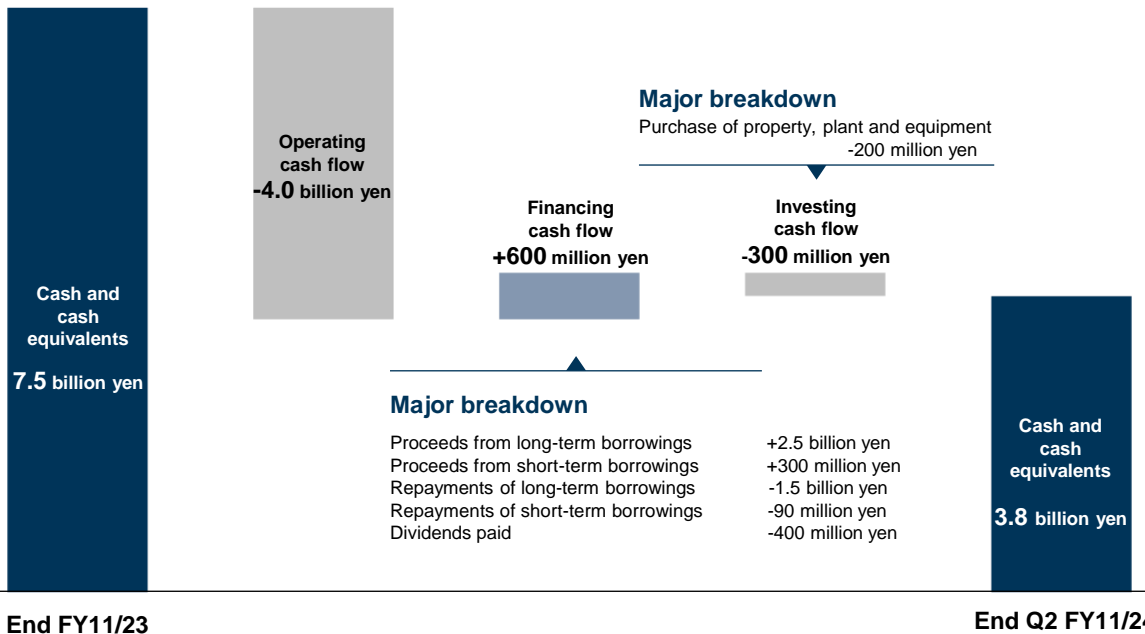 Cash and
cash
equivalents
7.5 billion yen
Operating
cash flow
-4.0 billion yen
Financing
cash flow
+600 million yen
Major breakdown
Purchase of property, plant and equipment
-200 million yen
Investing
cash flow
-300 million yen
Major breakdown
Proceeds from long-term borrowings +2.5 billion yen
Proceeds from short-term borrowings +300 million yen
Repayments of long-term borrowings -1.5 billion yen
Repayments of short-term borrowings -90 million yen
Dividends paid -400 million yen
Cash and
cash
equivalents
3.8 billion yen
End FY11/23
End Q2 FY11/24